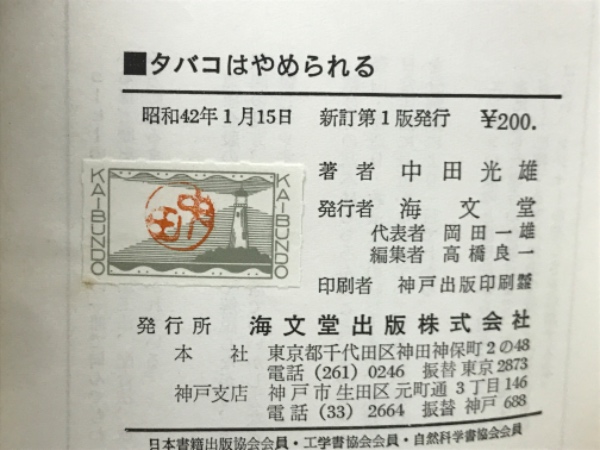 ■タバコはやめられる
昭和42年1月15日 新訂第1版発行 ¥200.
著者 中田光雄
発行者 海文堂
代表者 岡田一雄
編集者 高橋良一
印刷者 神戸出版印刷㍿
KAIBUNDO
KAIBUNDO
中田
発行所 海文堂出版株式会社
本社 東京都千代田区神田神保町2の48
電話 (261) 0246 振替 東京 2873
神戸支店 神戸市生田区元町通3丁目146
電話 (33) 2664 振替 神戸 688
日本書籍出版協会会員・工学書協会会員・自然科学書協会会員